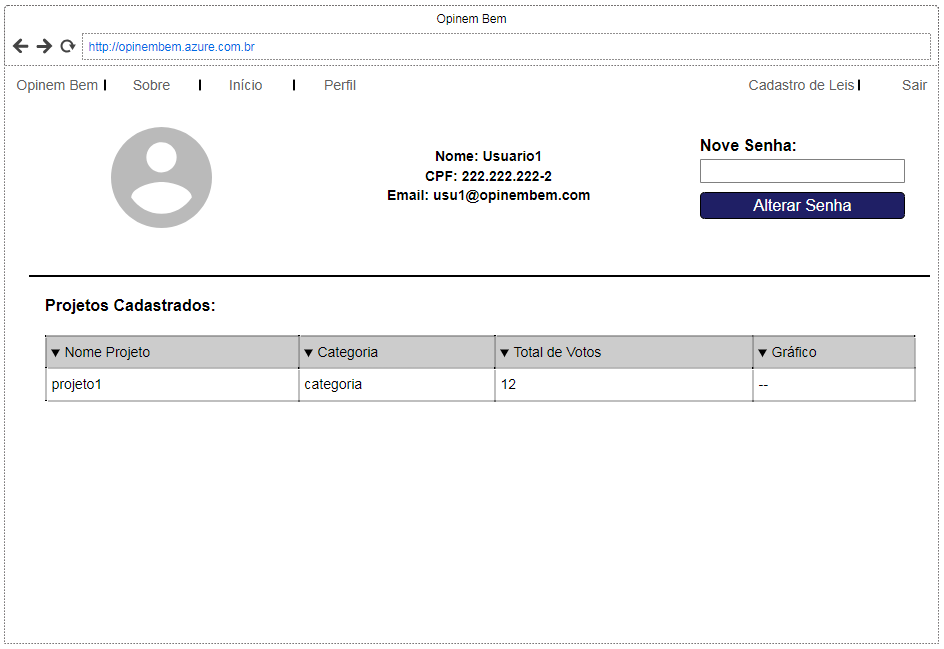 Opinem Bem
http://opinembem.azure.com.br
Opinem Bem Sobre Início Perfil Cadastro de Leis Sair
Nome: Usuario1
CPF: 222.222.222-2
Email: usu1@opinembem.com
Nove Senha:
Alterar Senha
Projetos Cadastrados:
▼ Nome Projeto ▼ Categoria ▼ Total de Votos ▼ Gráfico
projeto1 categoria 12 --